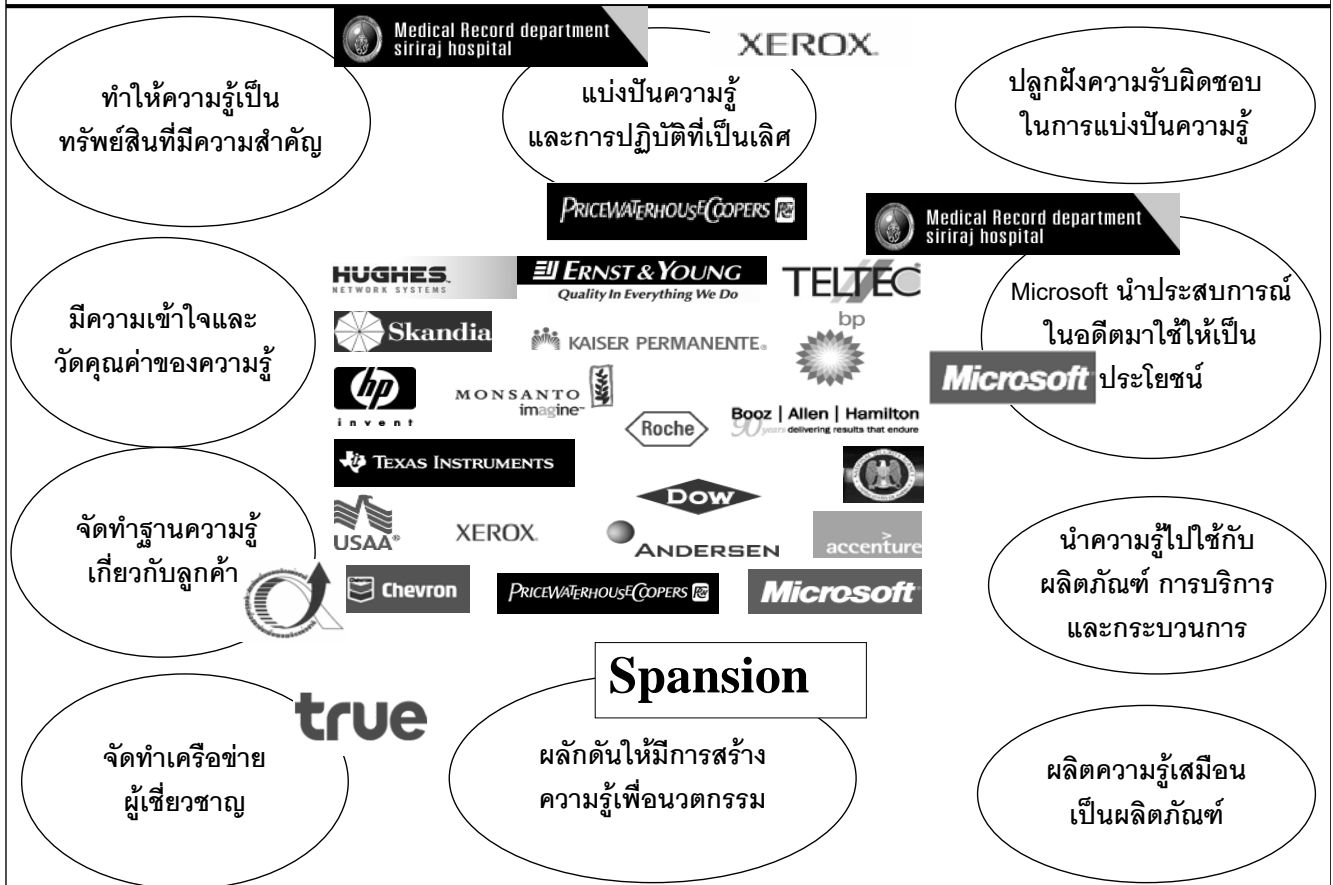 Medical Record department
siriraj hospital
XEROX.
ทำให้ความรู้เป็น
ทรัพย์สินที่มีความสำคัญ
แบ่งปันความรู้
และการปฏิบัติที่เป็นเลิศ
ปลูกฝังความรับผิดชอบ
ในการแบ่งปันความรู้
PRICEWATERHOUSECOOPERS
Medical Record department
siriraj hospital
มีความเข้าใจและ
วัดคุณค่าของความรู้
HUGHES.
NETWORK SYSTEMS
ERNST & YOUNG
Quality In Everything We Do
TELTEC
Skandia
KAISER PERMANENTE®
bp
Microsoft นำประสบการณ์
ในอดีตมาใช้ให้เป็น
Microsoft ประโยชน์
hp
invent
MONSANTO
imagine™
Roche
Booz | Allen | Hamilton
90 years delivering results that endure
TEXAS INSTRUMENTS
จัดทำฐานความรู้
เกี่ยวกับลูกค้า
USAA®
XEROX.
DOW
ANDERSEN
accenture
Chevron
PRICEWATERHOUSECOOPERS
Microsoft
นำความรู้ไปใช้กับ
ผลิตภัณฑ์ การบริการ
และกระบวนการ
true
จัดทำเครือข่าย
ผู้เชี่ยวชาญ
Spansion
ผลักดันให้มีการสร้าง
ความรู้เพื่อนวตกรรม
ผลิตความรู้เสมือน
เป็นผลิตภัณฑ์